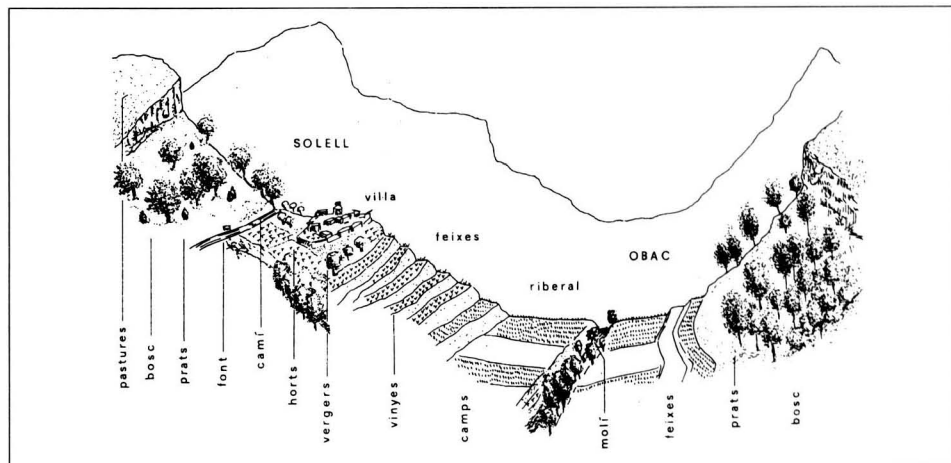 SOLELL
villa
feixes
OBAC
riberal
pastures
bosc
prats
font
camí
horts
vergers
vinyes
camps
molí
feixes
prats
bosc